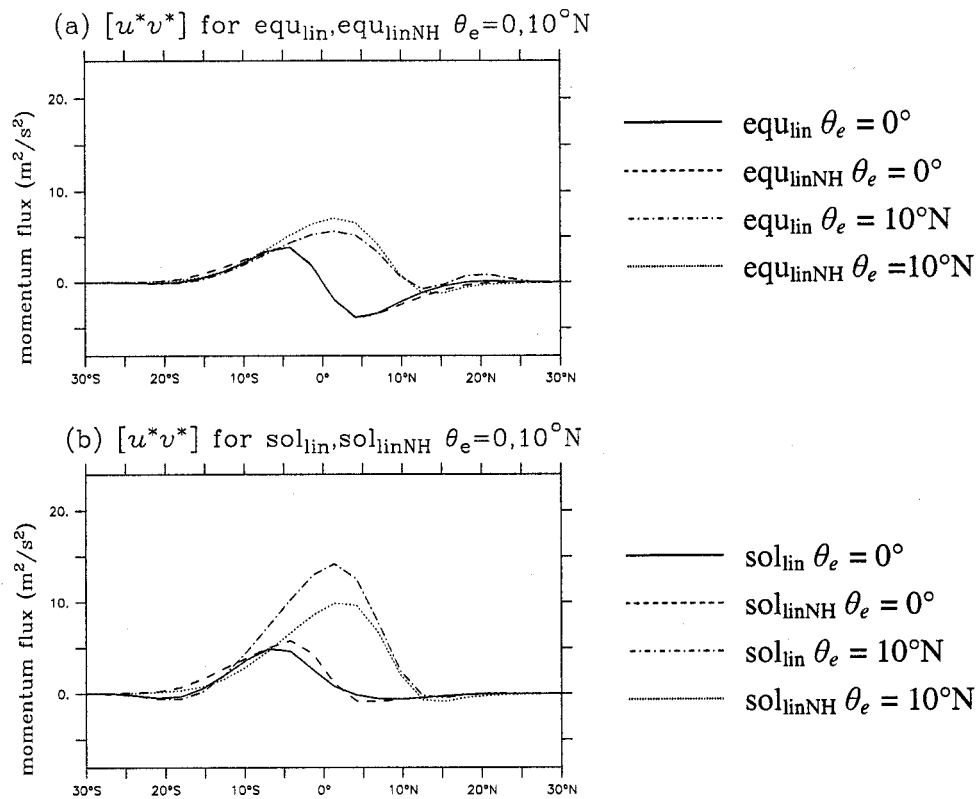 (a) [u*v*] for equ_lin,equ_linNH θ_e=0,10°N
momentum flux (m²/s²)
20.
10.
0.
30°S 20°S 10°S 0° 10°N 20°N 30°N
equ_lin θ_e = 0°
equ_linNH θ_e = 0°
equ_lin θ_e = 10°N
equ_linNH θ_e =10°N
(b) [u*v*] for sol_lin,sol_linNH θ_e=0,10°N
momentum flux (m²/s²)
20.
10.
0.
30°S 20°S 10°S 0° 10°N 20°N 30°N
sol_lin θ_e = 0°
sol_linNH θ_e = 0°
sol_lin θ_e = 10°N
sol_linNH θ_e = 10°N